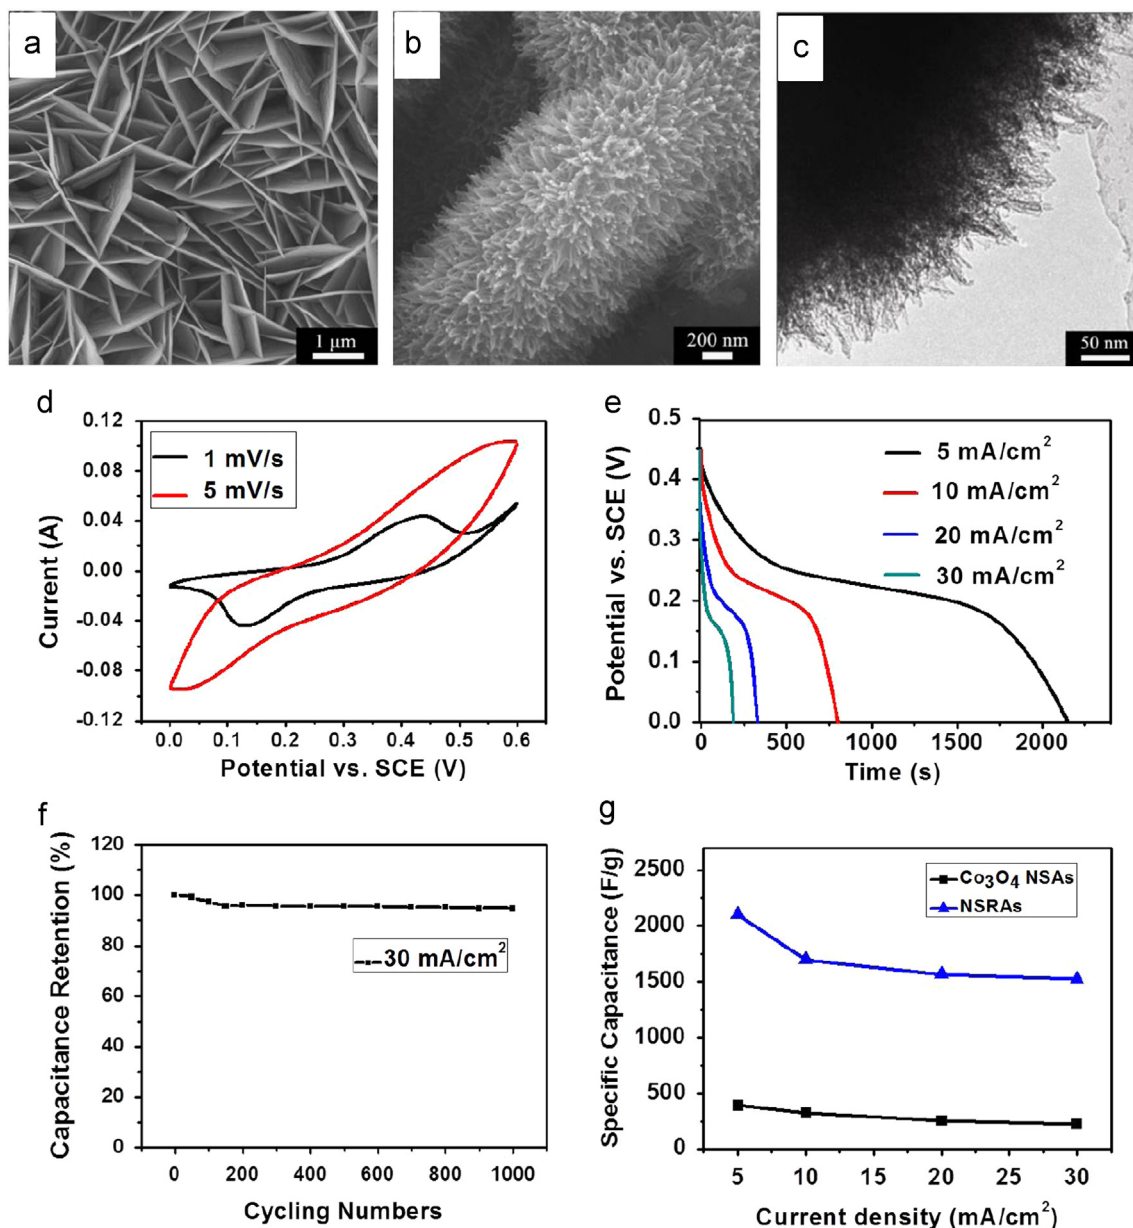 a
1 μm
b
200 nm
c
50 nm
d
0.12
0.08
0.04
0.00
-0.04
-0.08
-0.12
Current (A)
1 mV/s
5 mV/s
0.0 0.1 0.2 0.3 0.4 0.5 0.6
Potential vs. SCE (V)
e
0.5
0.4
0.3
0.2
0.1
0.0
Potential vs. SCE (V)
5 mA/cm²
10 mA/cm²
20 mA/cm²
30 mA/cm²
0 500 1000 1500 2000
Time (s)
f
120
100
80
60
40
20
0
Capacitance Retention (%)
30 mA/cm²
0 200 400 600 800 1000
Cycling Numbers
g
2500
2000
1500
1000
500
0
Specific Capacitance (F/g)
Co₃O₄ NSAs
NSRAs
5 10 15 20 25 30
Current density (mA/cm²)